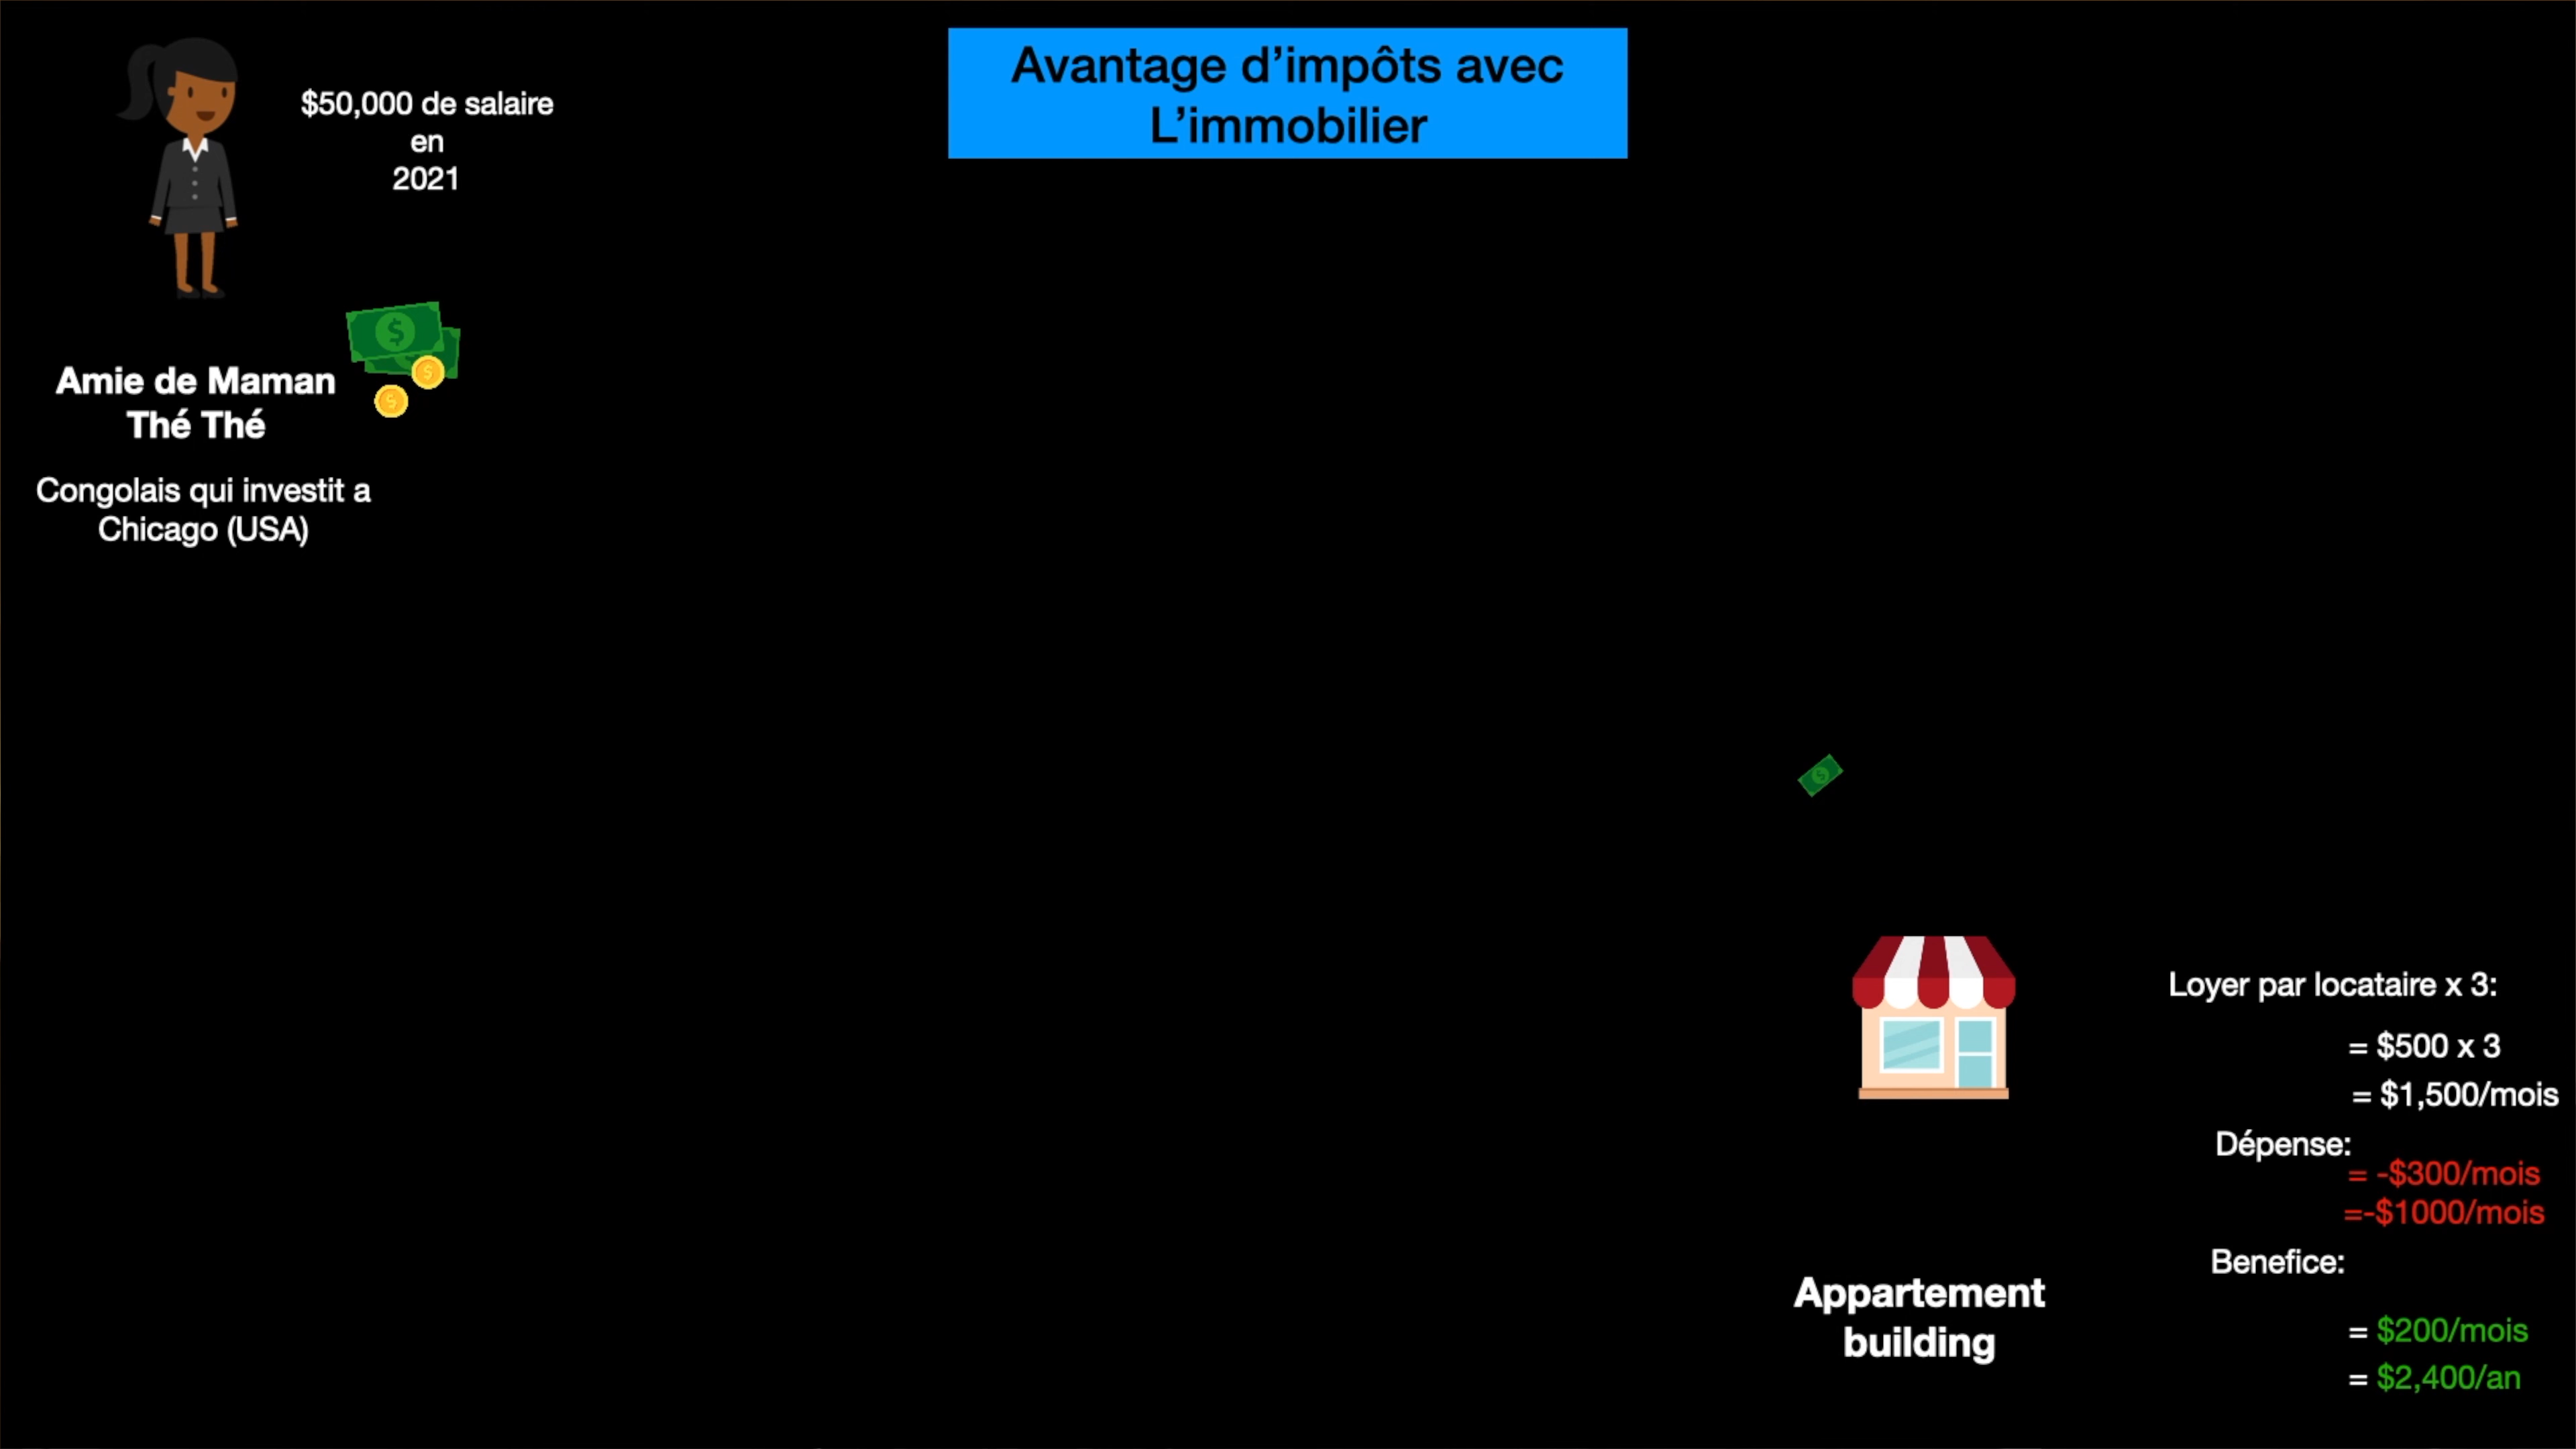 Avantage d’impôts avec
L’immobilier
$50,000 de salaire
en
2021
Amie de Maman
Thé Thé
Congolais qui investit a
Chicago (USA)
Appartement
building
Loyer par locataire x 3:
= $500 x 3
= $1,500/mois
Dépense:
= -$300/mois
=-$1000/mois
Benefice:
= $200/mois
= $2,400/an